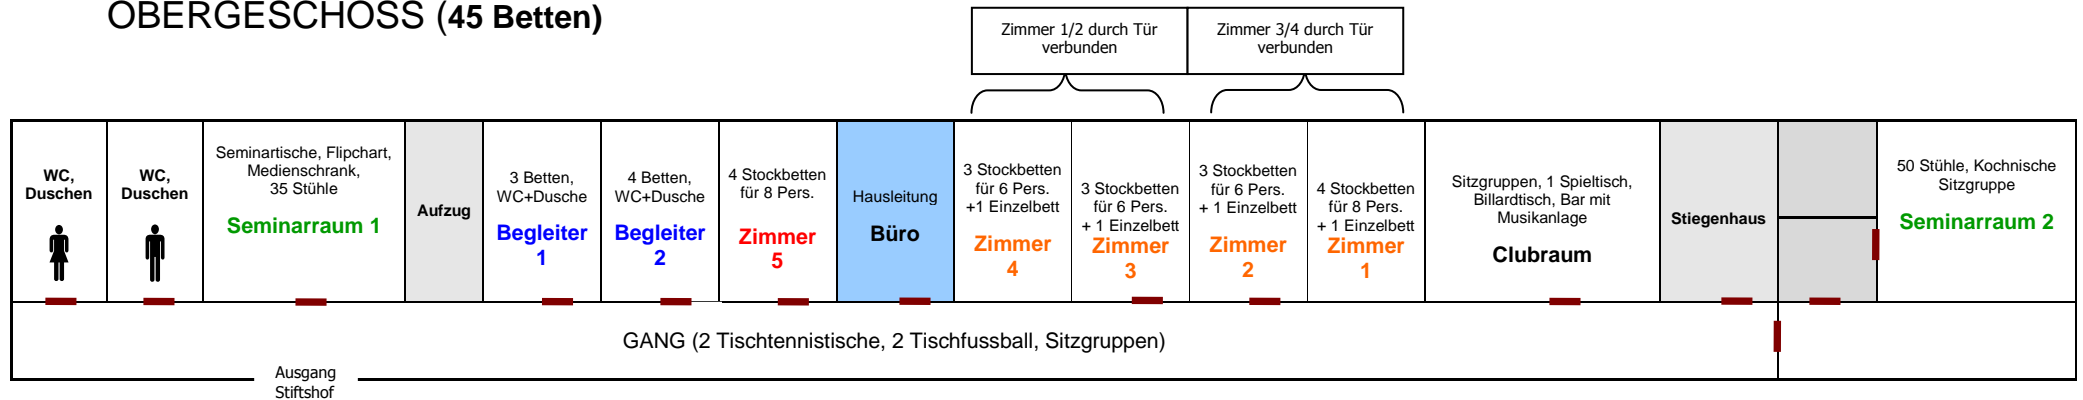 OBERGESCHOSS (45 Betten)
Zimmer 1/2 durch Tür
verbunden
Zimmer 3/4 durch Tür
verbunden
WC,
Duschen
WC,
Duschen
Seminartische, Flipchart,
Medienschrank,
35 Stühle
Seminarraum 1
Aufzug
3 Betten,
WC+Dusche
Begleiter
1
4 Betten,
WC+Dusche
Begleiter
2
4 Stockbetten
für 8 Pers.
Zimmer
5
Hausleitung
Büro
3 Stockbetten
für 6 Pers.
+1 Einzelbett
Zimmer
4
3 Stockbetten
für 6 Pers.
+ 1 Einzelbett
Zimmer
3
3 Stockbetten
für 6 Pers.
+ 1 Einzelbett
Zimmer
2
4 Stockbetten
für 8 Pers.
+ 1 Einzelbett
Zimmer
1
Sitzgruppen, 1 Spieltisch,
Billardtisch, Bar mit
Musikanlage
Clubraum
Stiegenhaus
50 Stühle, Kochnische
Sitzgruppe
Seminarraum 2
GANG (2 Tischtennistische, 2 Tischfussball, Sitzgruppen)
Ausgang
Stiftshof